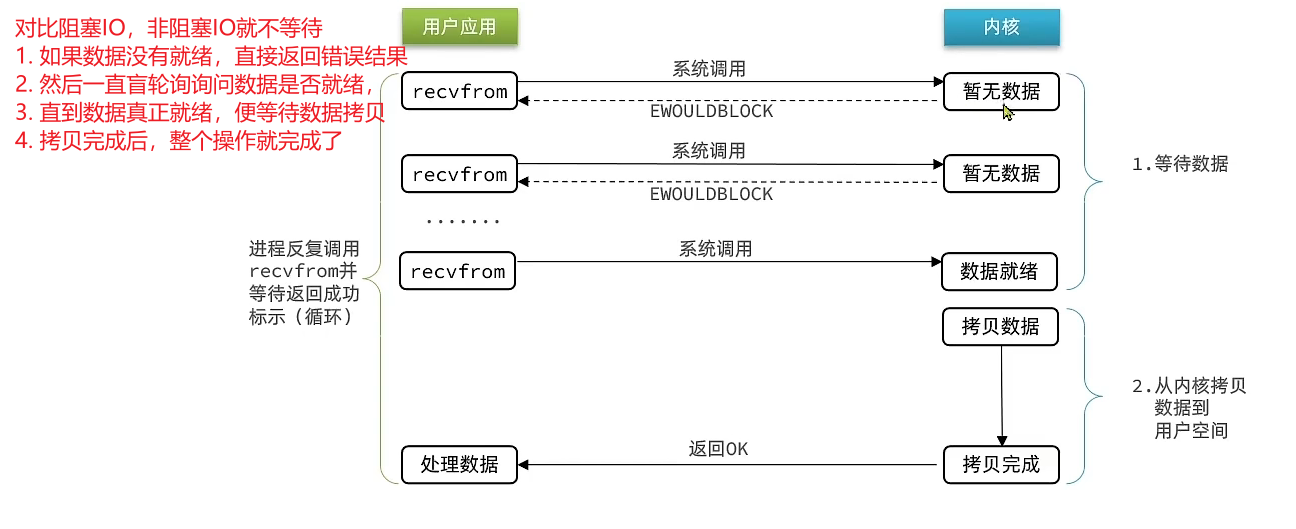 对比阻塞IO，非阻塞IO就不等待
1. 如果数据没有就绪，直接返回错误结果
2. 然后一直盲轮询询问数据是否就绪，
3. 直到数据真正就绪，便等待数据拷贝
4. 拷贝完成后，整个操作就完成了
用户应用
内核
recvfrom
系统调用
EWOULDBLOCK
暂无数据
recvfrom
系统调用
EWOULDBLOCK
暂无数据
.......
recvfrom
系统调用
数据就绪
1.等待数据
进程反复调用
recvfrom并
等待返回成功
标示（循环）
拷贝数据
2.从内核拷贝
数据到
用户空间
处理数据
返回OK
拷贝完成